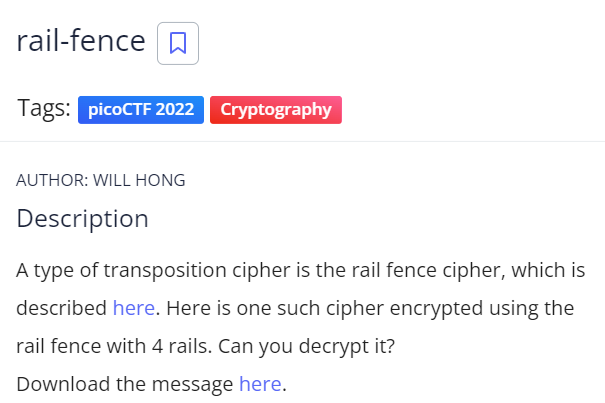 rail-fence
Tags: picoCTF 2022 Cryptography
AUTHOR: WILL HONG
Description
A type of transposition cipher is the rail fence cipher, which is
described here. Here is one such cipher encrypted using the
rail fence with 4 rails. Can you decrypt it?
Download the message here.